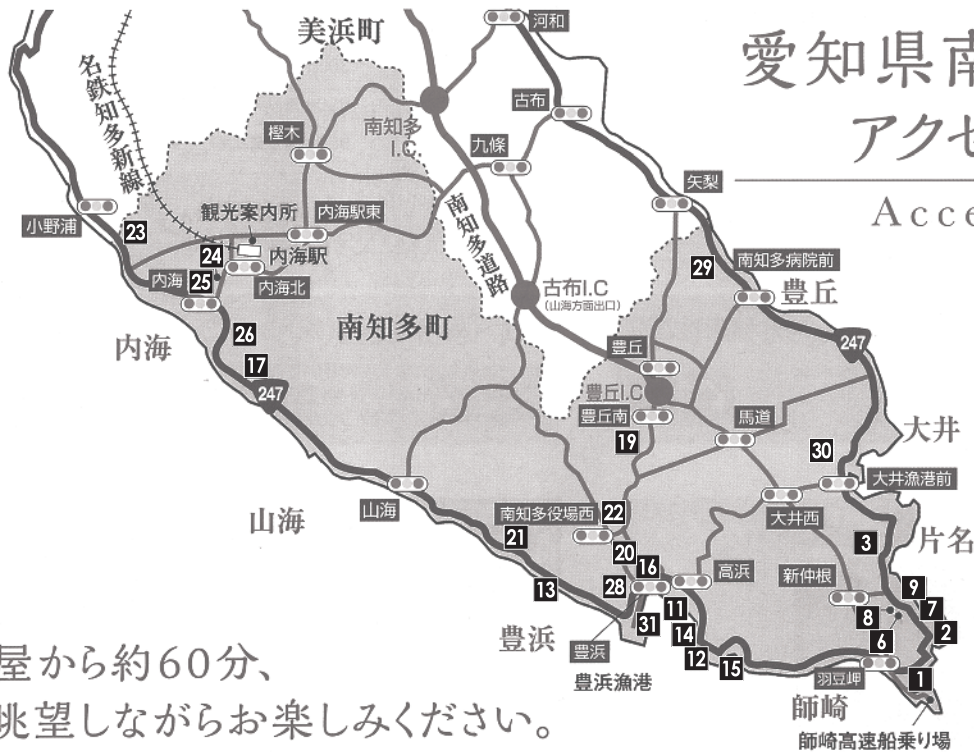 美浜町
河和
愛知県南
アクセ
Acce
名鉄知多新線
樫木
南知多
I.C
古布
九條
矢梨
小野浦
23
観光案内所
内海駅東
24
内海駅
南知多道路
29
南知多病院前
内海
25
内海北
古布I.C
(山海方面出口)
豊丘
内海
26
南知多町
豊丘
247
17
247
豊丘I.C
豊丘南
馬道
大井
19
30
大井漁港前
山海
山海
南知多役場西
22
大井西
21
3
片名
20
16
高浜
新仲根
13
28
9
11
7
8
31
14
6
2
豊浜
豊浜
12
15
羽豆岬
1
屋から約60分、
豊浜漁港
師崎
眺望しながらお楽しみください。
師崎高速船乗り場